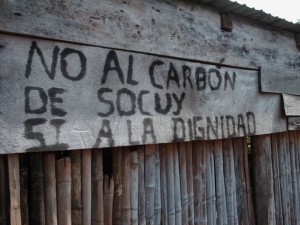 NO AL CARBÓN
DE SOCUY
SI A LA DIGNIDAD